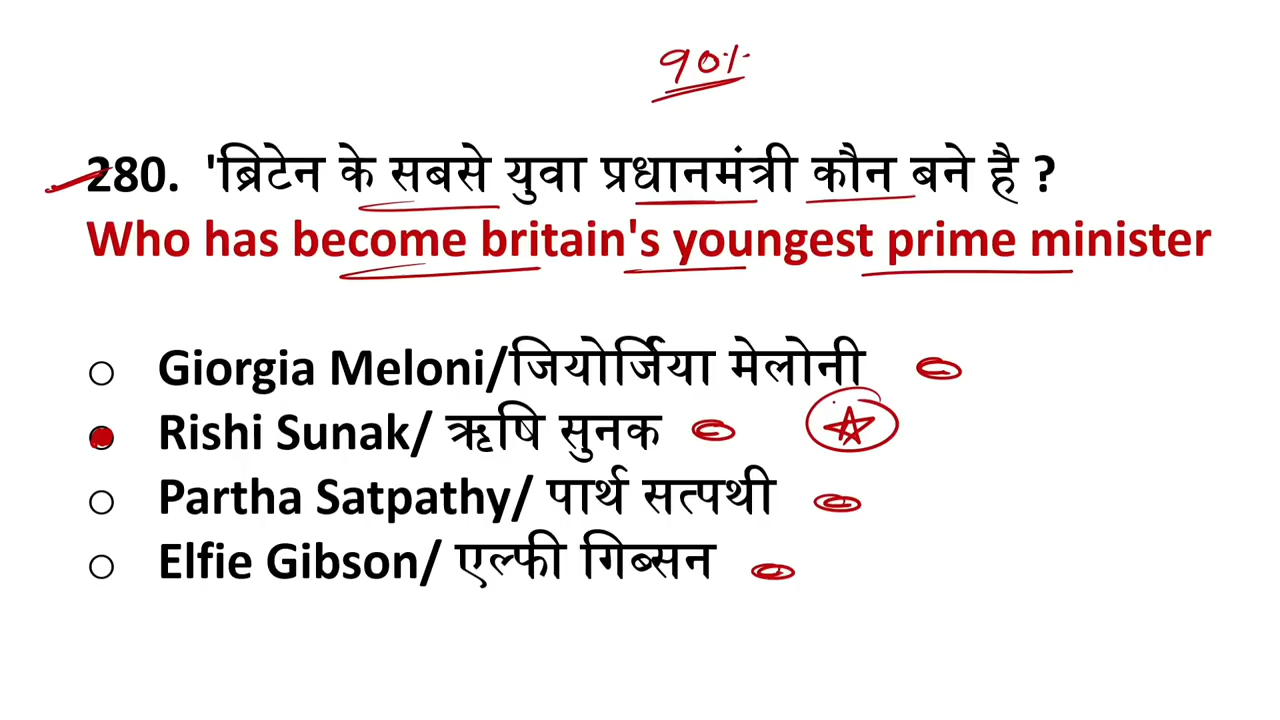 90%
280. 'ब्रिटेन के सबसे युवा प्रधानमंत्री कौन बने है ?
Who has become britain's youngest prime minister
Giorgia Meloni/जियोर्जिया मेलोनी
Rishi Sunak/ ऋषि सुनक
Partha Satpathy/ पार्थ सत्पथी
Elfie Gibson/ एल्फी गिब्सन